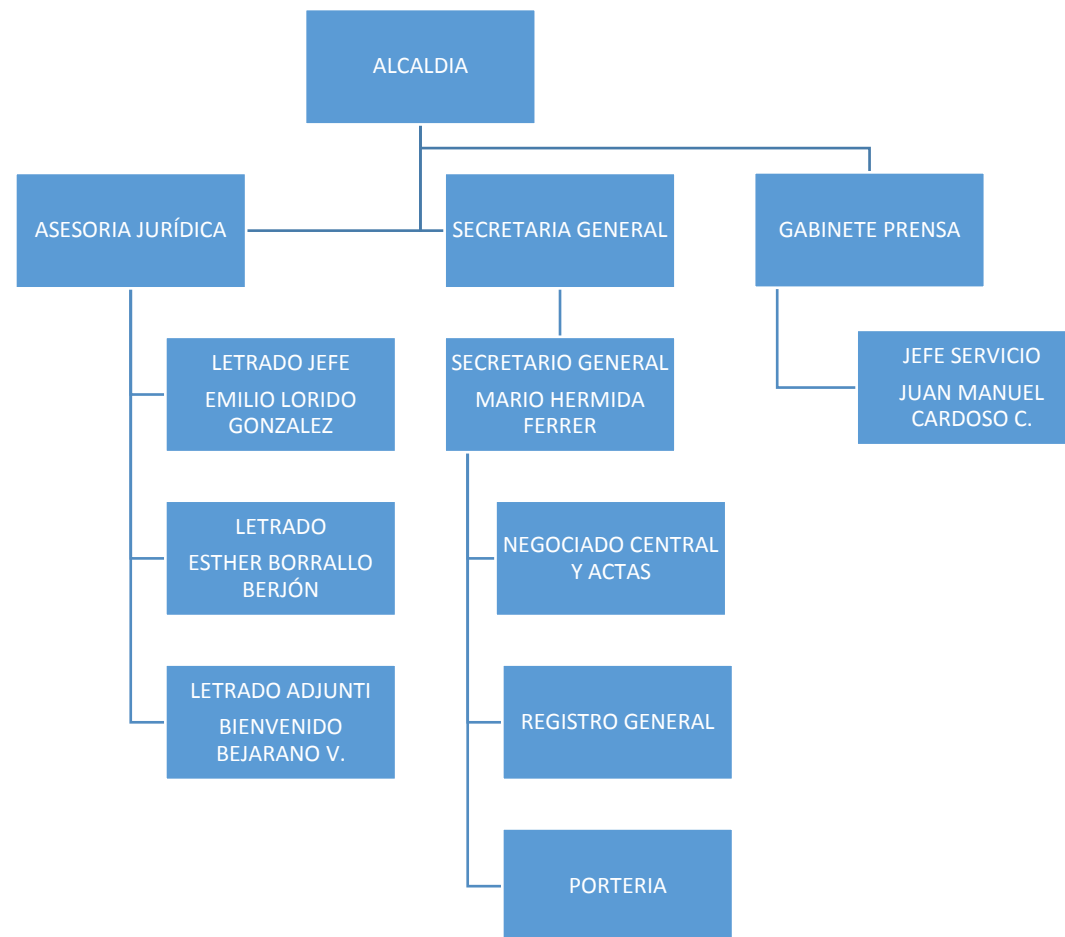 ALCALDIA
ASESORIA JURÍDICA
SECRETARIA GENERAL
GABINETE PRENSA
LETRADO JEFE
EMILIO LORIDO
GONZALEZ
SECRETARIO GENERAL
MARIO HERMIDA
FERRER
JEFE SERVICIO
JUAN MANUEL
CARDOSO C.
LETRADO
ESTHER BORRALLO
BERJÓN
NEGOCIADO CENTRAL
Y ACTAS
LETRADO ADJUNTI
BIENVENIDO
BEJARANO V.
REGISTRO GENERAL
PORTERIA